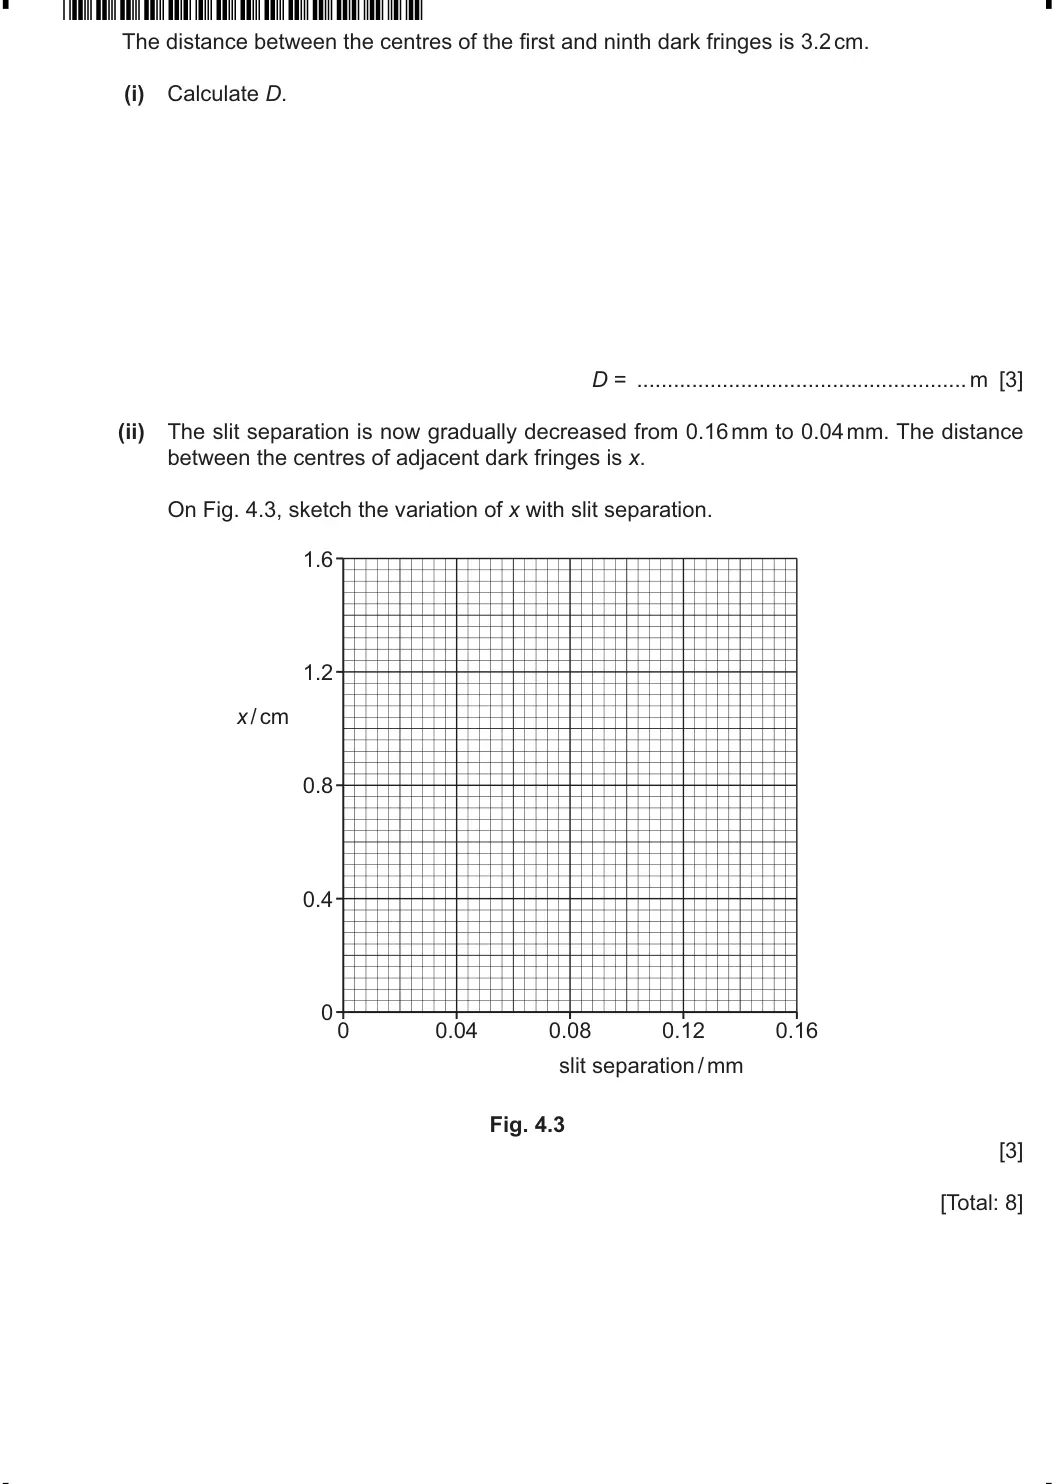 The distance between the centres of the first and ninth dark fringes is 3.2 cm.
(i) Calculate D.
D = ...................................................... m [3]
(ii) The slit separation is now gradually decreased from 0.16 mm to 0.04 mm. The distance
between the centres of adjacent dark fringes is x.
On Fig. 4.3, sketch the variation of x with slit separation.
1.6
1.2
x / cm
0.8
0.4
0
0 0.04 0.08 0.12 0.16
slit separation / mm
Fig. 4.3
[3]
[Total: 8]